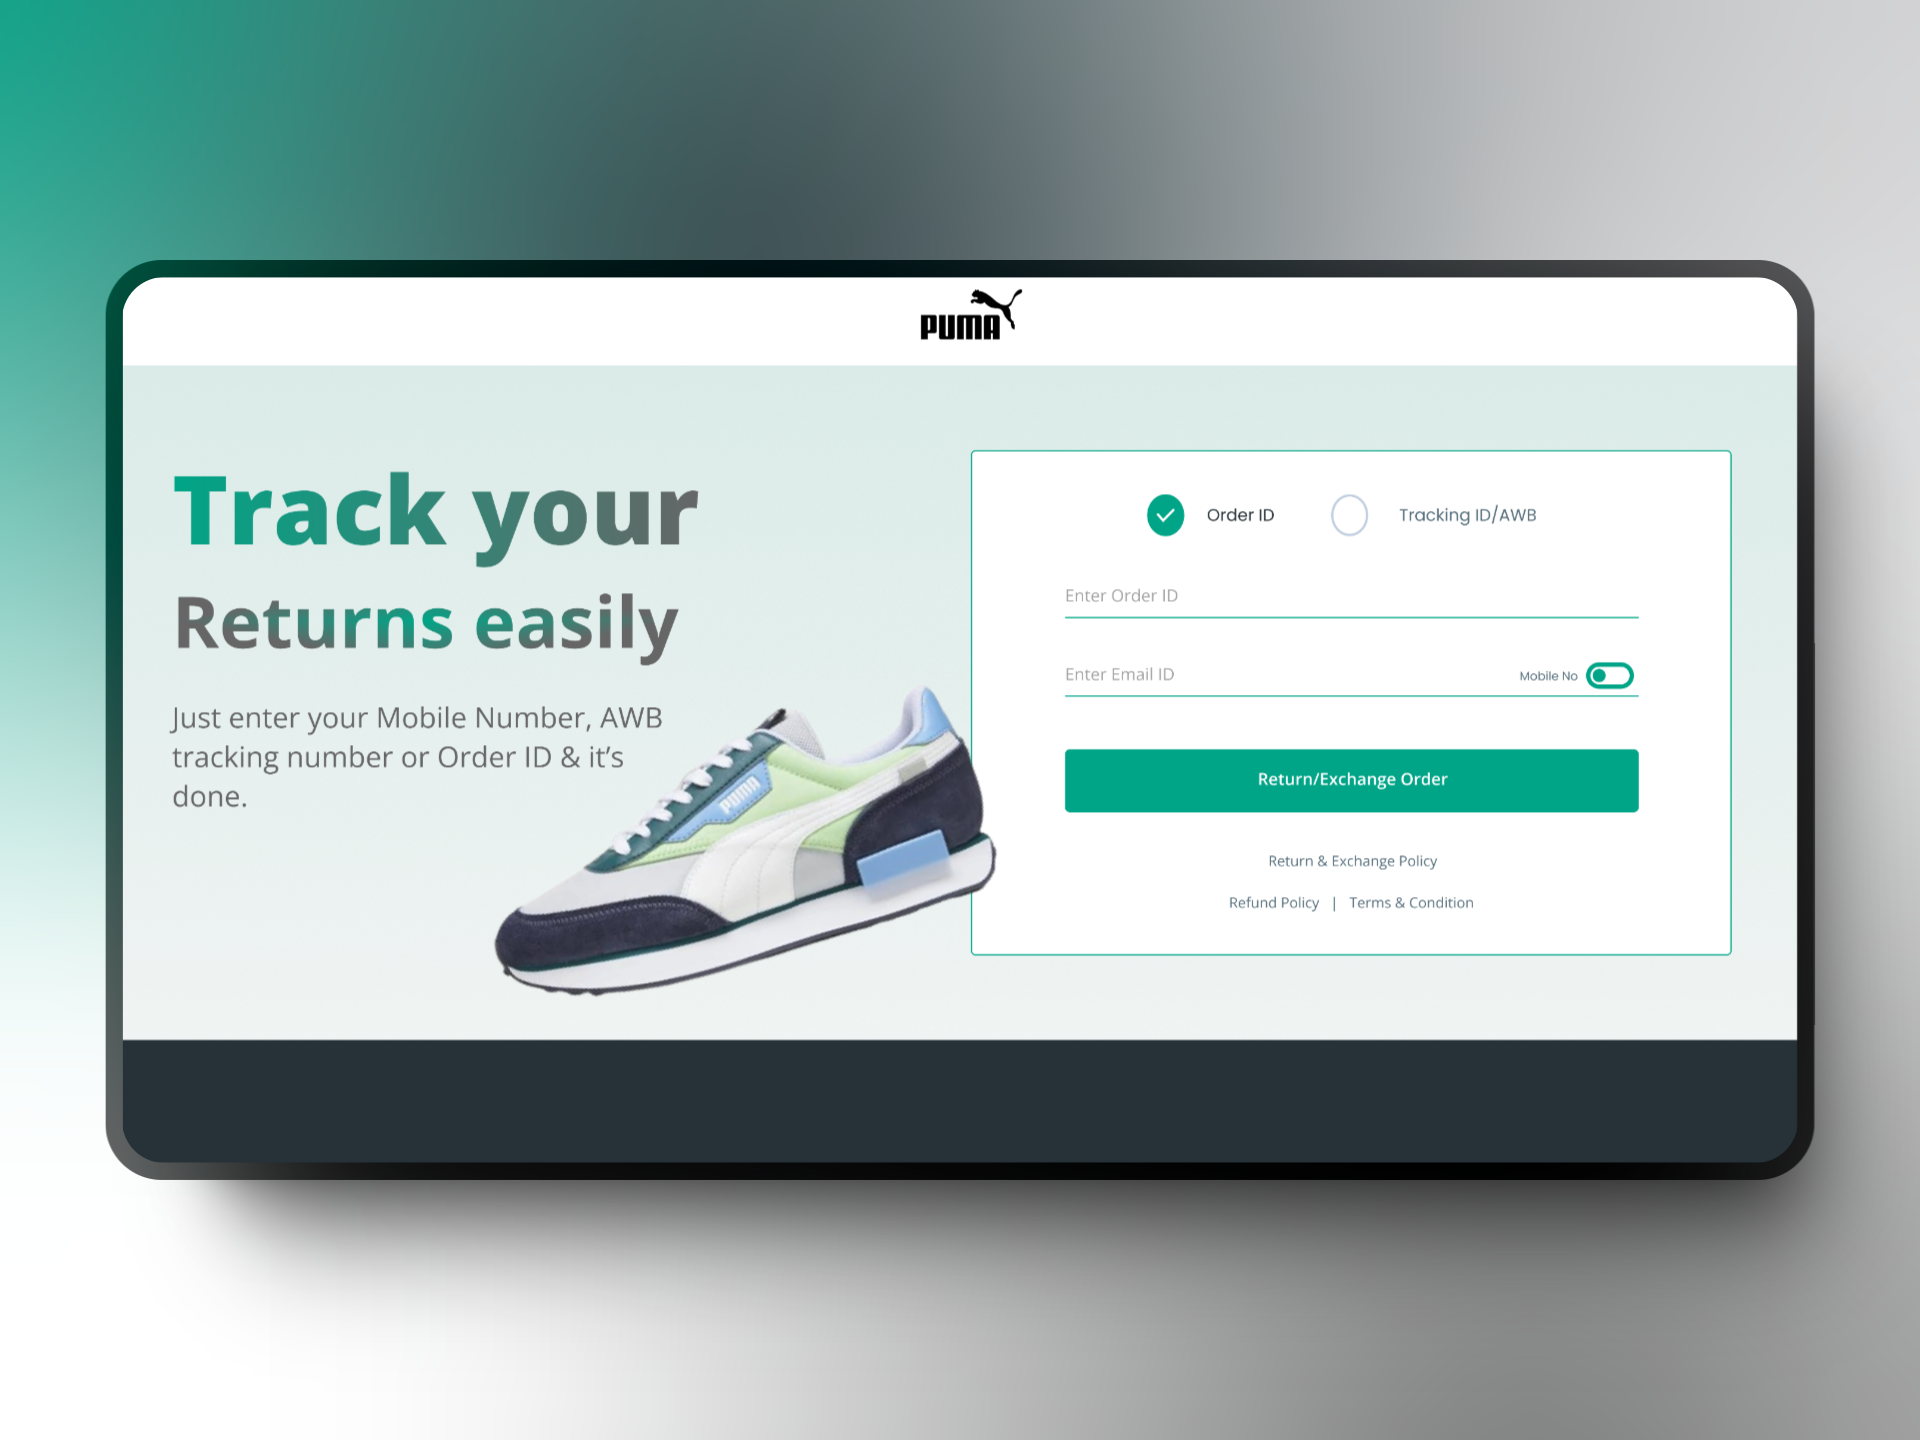 PUMA
Track your
Returns easily
Just enter your Mobile Number, AWB
tracking number or Order ID & it’s
done.
PUMA
Order ID
Tracking ID/AWB
Enter Order ID
Enter Email ID
Mobile No
Return/Exchange Order
Return & Exchange Policy
Refund Policy | Terms & Condition